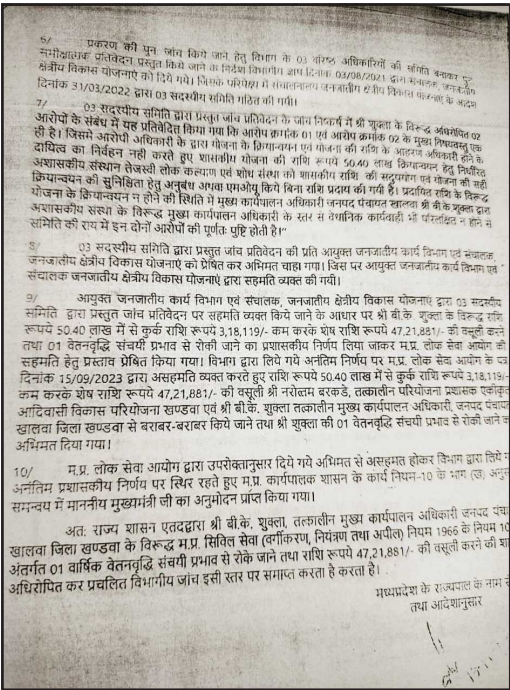 6/ प्रकरण की पुन जांच किये जाने हेतु विभाग के 03 वरिष्ठ अधिकारियों की समिति बनाकर
समीक्षात्मक प्रतिवेदन प्रस्तुत किये जाने के निर्देश विभागीय ज्ञाप दिनांक 03/08/2021 द्वारा संचालक, जनजातीय
क्षेत्रीय विकास योजनाएं को दिये गये। जिसके परिपेक्ष्य में संचालनालय जनजातीय क्षेत्रीय विकास योजनाएं के आदेश
दिनांक 31/03/2022 द्वारा 03 सदस्यीय समिति गठित की गयी।
7/ 03 सदस्यीय समिति द्वारा प्रस्तुत जांच प्रतिवेदन के जांच निष्कर्ष में श्री शुक्ला के विरूद्ध अधिरोपित 02
आरोपों के संबंध में यह प्रतिवेदित किया गया कि आरोप क्रमांक 01 एवं आरोप क्रमांक 02 के मुख्य विषयवस्तु एक
ही है। जिसमें आरोपी अधिकारी के द्वारा योजना के क्रियान्वयन एवं योजना की राशि के आहरण अधिकारी होने के
दायित्व का निर्वहन नही करते हुए शासकीय योजना की राशि रूपये 50.40 लाख क्रियान्वयन हेतु निर्धारित
अशासकीय संस्थान तेजस्वी लोक कल्याण एवं शोध संस्था को शासकीय राशि की सदुपयोग एवं योजना की सही
क्रियान्वयन की सुनिश्चिता हेतु अनुबंध अथवा एमओयू किये बिना राशि प्रदाय की गयी है। प्रदायित राशि के विरूद्ध
योजना के क्रियान्वयन न होने की स्थिति में मुख्य कार्यपालन अधिकारी जनपद पंचायत खालवा श्री बी.के शुक्ला द्वारा
अशासकीय संस्था के विरूद्ध मुख्य कार्यपालन अधिकारी के स्तर से वैधानिक कार्यवाही भी परिलक्षित न होने से
समिति की राय में इन दोनों आरोपों की पूर्णतः पुष्टि होती है।"
8/ 03 सदस्यीय समिति द्वारा प्रस्तुत जांच प्रतिवेदन की प्रति आयुक्त जनजातीय कार्य विभाग एवं संचालक,
जनजातीय क्षेत्रीय विकास योजनाएं को प्रेषित कर अभिमत चाहा गया। जिस पर आयुक्त जनजातीय कार्य विभाग एवं
संचालक जनजातीय क्षेत्रीय विकास योजनाएं द्वारा सहमति व्यक्त की गयी।
9/ आयुक्त जनजातीय कार्य विभाग एवं संचालक, जनजातीय क्षेत्रीय विकास योजनाएं द्वारा 03 सदस्यीय
समिति द्वारा प्रस्तुत जांच प्रतिवेदन पर सहमति व्यक्त किये जाने के आधार पर श्री बी.के. शुक्ला के विरूद्ध राशि
रूपये 50.40 लाख में से कुर्क राशि रूपये 3,18,119/- कम करके शेष राशि रूपये 47,21,881/- की वसूली करने
तथा 01 वेतनवृद्धि संचयी प्रभाव से रोकी जाने का प्रशासकीय निर्णय लिया जाकर म.प्र. लोक सेवा आयोग की
सहमति हेतु प्रस्ताव प्रेषित किया गया। विभाग द्वारा लिये गये अनंतिम निर्णय पर म.प्र. लोक सेवा आयोग के पत्र
दिनांक 15/09/2023 द्वारा असहमति व्यक्त करते हुए राशि रूपये 50.40 लाख में से कुर्क राशि रूपये 3,18,119/-
कम करके शेष राशि रूपये 47,21,881/- की वसूली श्री नरोत्तम बरकडे, तत्कालीन परियोजना प्रशासक एकीकृत
आदिवासी विकास परियोजना खण्डवा एवं श्री बी.के. शुक्ला तत्कालीन मुख्य कार्यपालन अधिकारी, जनपद पंचायत
खालवा जिला खण्डवा से बराबर-बराबर किये जाने तथा श्री शुक्ला की 01 वेतनवृद्धि संचयी प्रभाव से रोकी जाने का
अभिमत दिया गया।
10/ म.प्र. लोक सेवा आयोग द्वारा उपरोक्तानुसार दिये गये अभिमत से असहमत होकर विभाग द्वारा लिये ग
अनंतिम प्रशासकीय निर्णय पर स्थिर रहते हुए म.प्र. कार्यपालक शासन के कार्य नियम-10 के भाग (ख) अनुस
समन्वय में माननीय मुख्यमंत्री जी का अनुमोदन प्राप्त किया गया।
अतः राज्य शासन एतदद्वारा श्री बी.के. शुक्ला, तत्कालीन मुख्य कार्यपालन अधिकारी जनपद पंचा
खालवा जिला खण्डवा के विरूद्ध म.प्र. सिविल सेवा (वर्गीकरण, नियंत्रण तथा अपील) नियम 1966 के नियम 10
अंतर्गत 01 वार्षिक वेतनवृद्धि संचयी प्रभाव से रोके जाने तथा राशि रूपये 47,21,881/- की वसूली करने की शा
अधिरोपित कर प्रचलित विभागीय जांच इसी स्तर पर समाप्त करता है करता है।
मध्यप्रदेश के राज्यपाल के नाम से
तथा आदेशानुसार